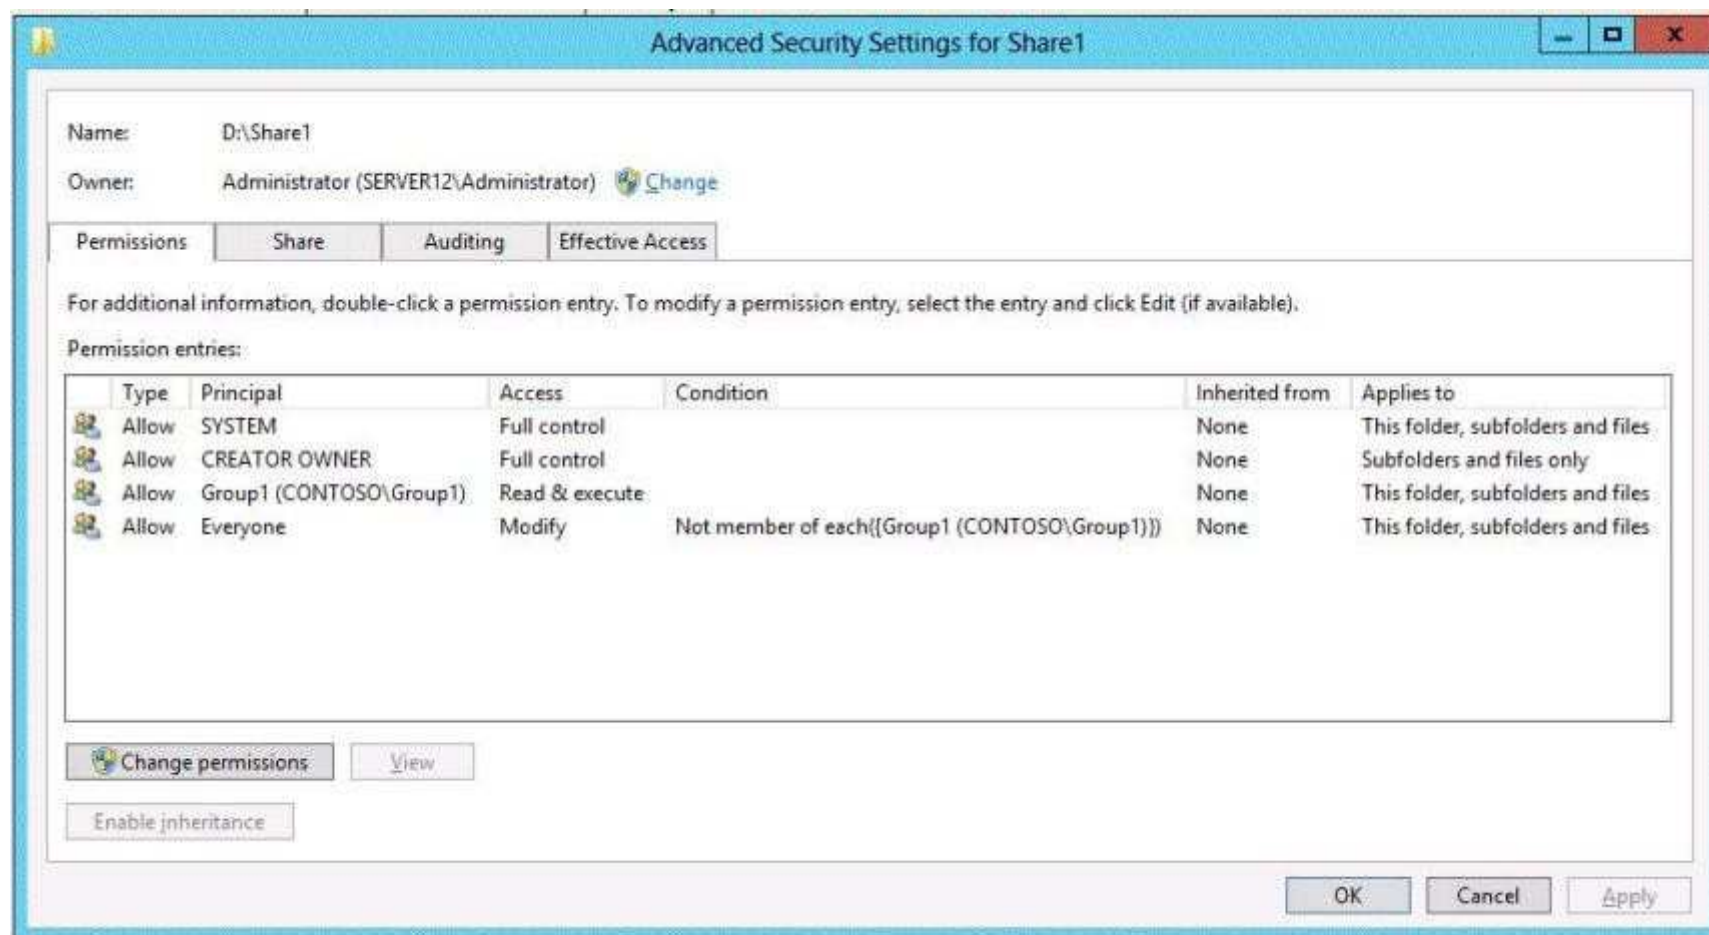 Advanced Security Settings for Share1
Name: D:\Share1
Owner: Administrator (SERVER12\Administrator) Change
Permissions Share Auditing Effective Access
For additional information, double-click a permission entry. To modify a permission entry, select the entry and click Edit (if available).
Permission entries:
Type Principal Access Condition Inherited from Applies to
Allow SYSTEM Full control None This folder, subfolders and files
Allow CREATOR OWNER Full control None Subfolders and files only
Allow Group1 (CONTOSO\Group1) Read & execute None This folder, subfolders and files
Allow Everyone Modify Not member of each({Group1 (CONTOSO\Group1)}) None This folder, subfolders and files
Change permissions View
Enable inheritance
OK Cancel Apply